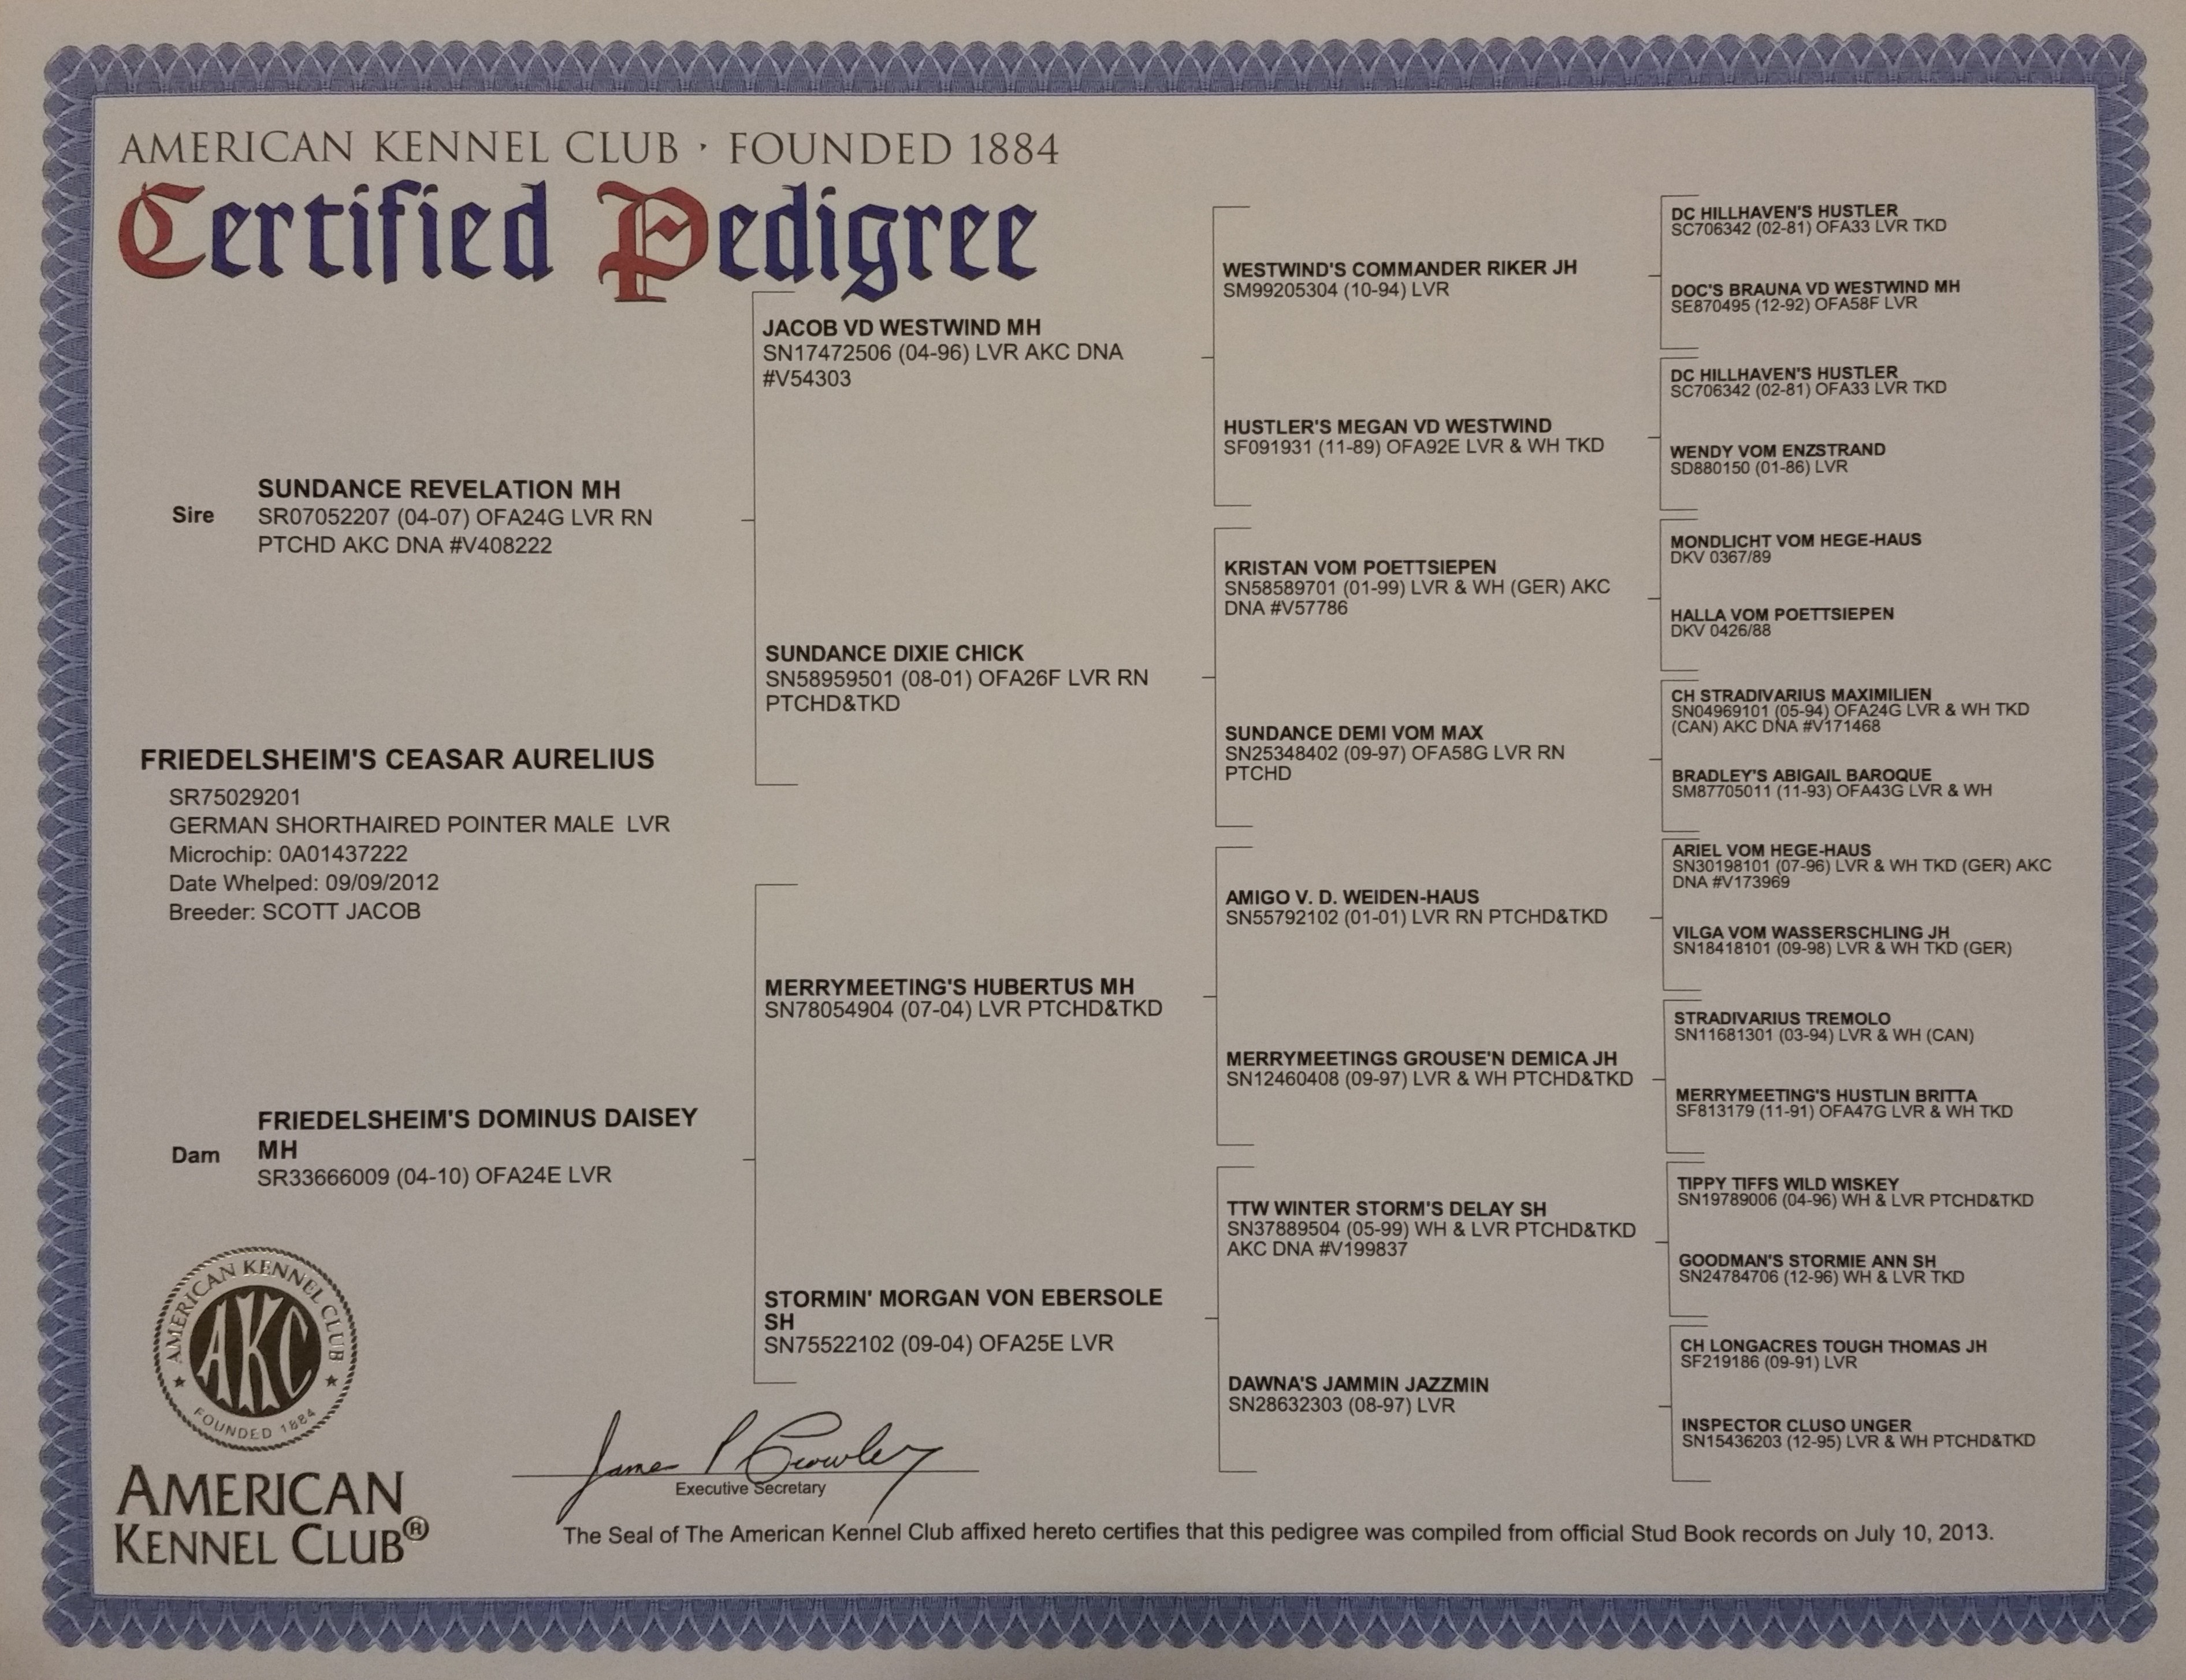 AMERICAN KENNEL CLUB · FOUNDED 1884
Certified Pedigree
Sire
SUNDANCE REVELATION MH
SR07052207 (04-07) OFA24G LVR RN
PTCHD AKC DNA #V408222
FRIEDELSHEIM'S CEASAR AURELIUS
SR75029201
GERMAN SHORTHAIRED POINTER MALE LVR
Microchip: 0A01437222
Date Whelped: 09/09/2012
Breeder: SCOTT JACOB
Dam
FRIEDELSHEIM'S DOMINUS DAISEY
MH
SR33666009 (04-10) OFA24E LVR
JACOB VD WESTWIND MH
SN17472506 (04-96) LVR AKC DNA
#V54303
SUNDANCE DIXIE CHICK
SN58959501 (08-01) OFA26F LVR RN
PTCHD&TKD
MERRYMEETING'S HUBERTUS MH
SN78054904 (07-04) LVR PTCHD&TKD
STORMIN' MORGAN VON EBERSOLE
SH
SN75522102 (09-04) OFA25E LVR
WESTWIND'S COMMANDER RIKER JH
SM99205304 (10-94) LVR
HUSTLER'S MEGAN VD WESTWIND
SF091931 (11-89) OFA92E LVR & WH TKD
KRISTAN VOM POETTSIEPEN
SN58589701 (01-99) LVR & WH (GER) AKC
DNA #V57786
SUNDANCE DEMI VOM MAX
SN25348402 (09-97) OFA58G LVR RN
PTCHD
AMIGO V. D. WEIDEN-HAUS
SN55792102 (01-01) LVR RN PTCHD&TKD
MERRYMEETINGS GROUSE'N DEMICA JH
SN12460408 (09-97) LVR & WH PTCHD&TKD
TTW WINTER STORM'S DELAY SH
SN37889504 (05-99) WH & LVR PTCHD&TKD
AKC DNA #V199837
DAWNA'S JAMMIN JAZZMIN
SN28632303 (08-97) LVR
DC HILLHAVEN'S HUSTLER
SC706342 (02-81) OFA33 LVR TKD
DOC'S BRAUNA VD WESTWIND MH
SE870495 (12-92) OFA58F LVR
DC HILLHAVEN'S HUSTLER
SC706342 (02-81) OFA33 LVR TKD
WENDY VOM ENZSTRAND
SD880150 (01-86) LVR
MONDLICHT VOM HEGE-HAUS
DKV 0367/89
HALLA VOM POETTSIEPEN
DKV 0426/88
CH STRADIVARIUS MAXIMILIEN
SN04969101 (05-94) OFA24G LVR & WH TKD
(CAN) AKC DNA #V171468
BRADLEY'S ABIGAIL BAROQUE
SM87705011 (11-93) OFA43G LVR & WH
ARIEL VOM HEGE-HAUS
SN30198101 (07-96) LVR & WH TKD (GER) AKC
DNA #V173969
VILGA VOM WASSERSCHLING JH
SN18418101 (09-98) LVR & WH TKD (GER)
STRADIVARIUS TREMOLO
SN11681301 (03-94) LVR & WH (CAN)
MERRYMEETING'S HUSTLIN BRITTA
SF813179 (11-91) OFA47G LVR & WH TKD
TIPPY TIFFS WILD WISKEY
SN19789006 (04-96) WH & LVR PTCHD&TKD
GOODMAN'S STORMIE ANN SH
SN24784706 (12-96) WH & LVR TKD
CH LONGACRES TOUGH THOMAS JH
SF219186 (09-91) LVR
INSPECTOR CLUSO UNGER
SN15436203 (12-95) LVR & WH PTCHD&TKD
AMERICAN KENNEL CLUB
AKC
FOUNDED 1884
AMERICAN
KENNEL CLUB®
James P Crowley
Executive Secretary
The Seal of The American Kennel Club affixed hereto certifies that this pedigree was compiled from official Stud Book records on July 10, 2013.